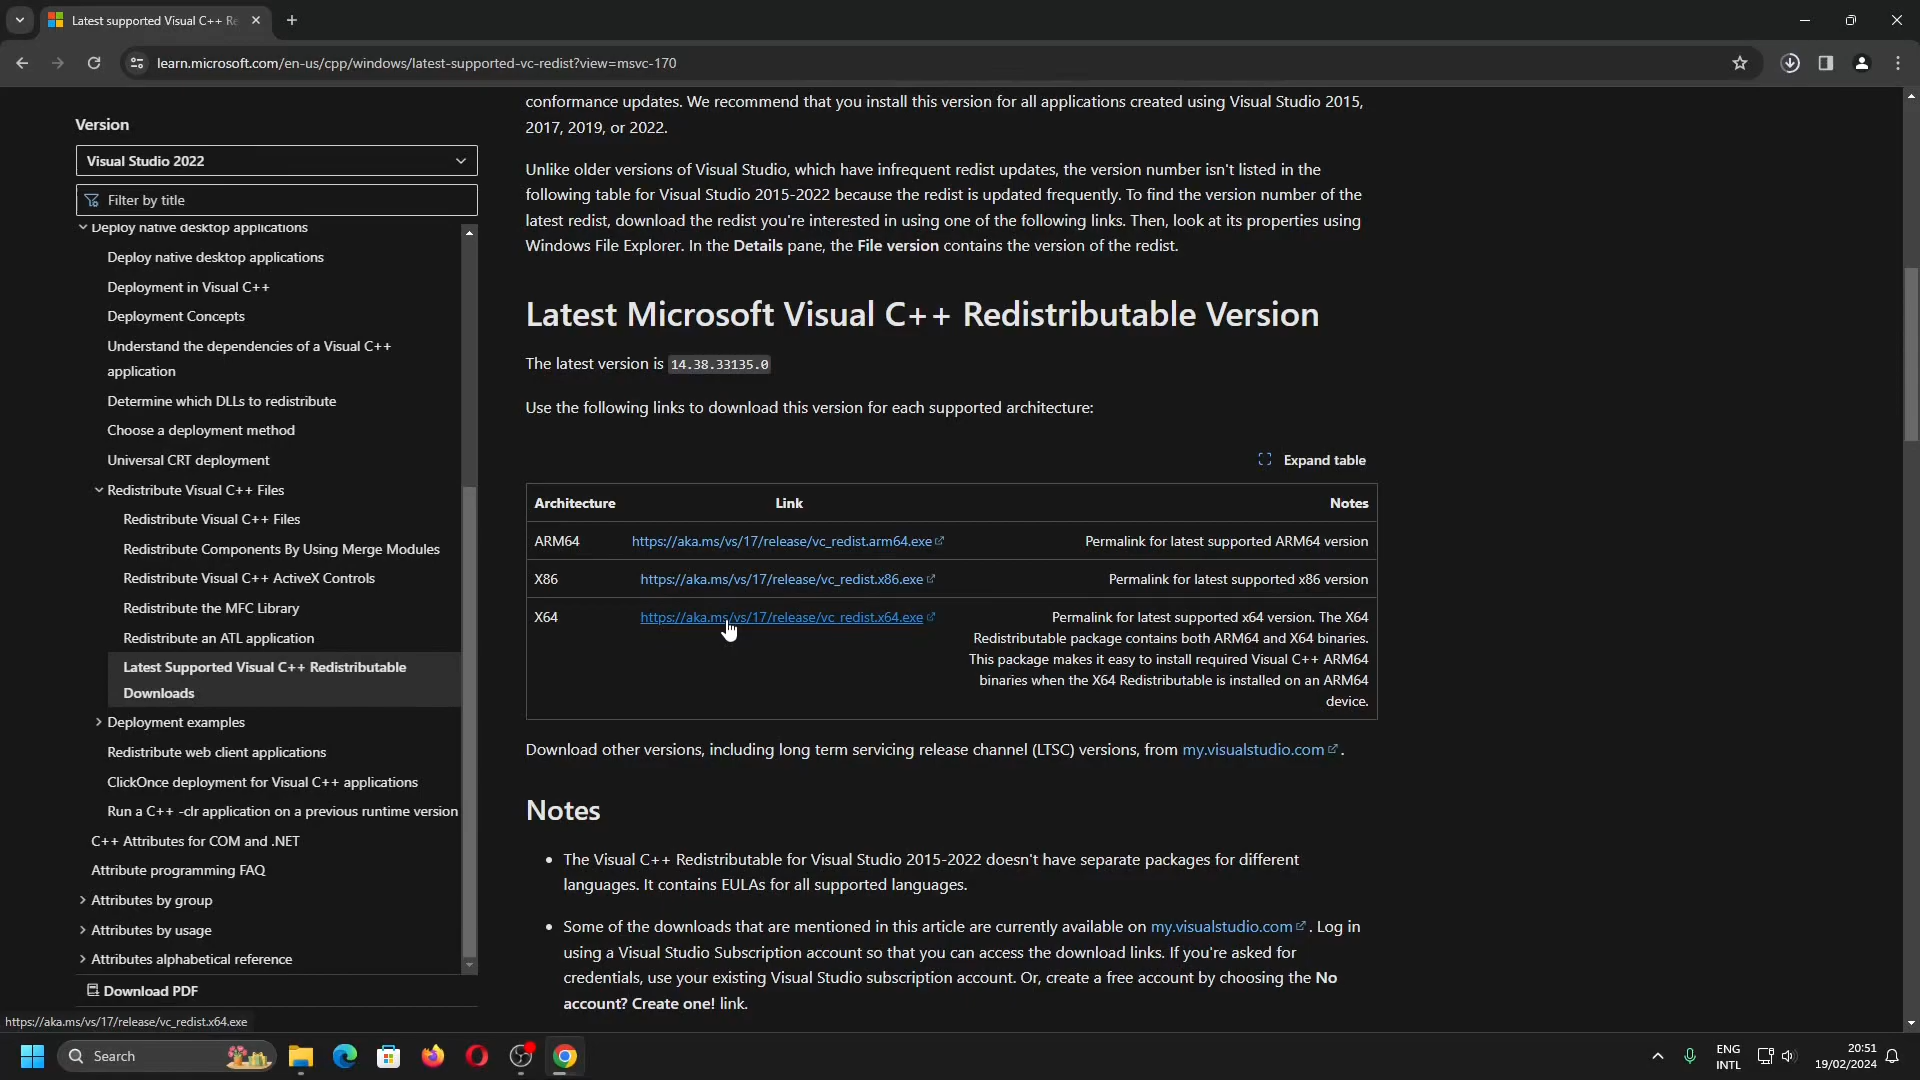 Latest supported Visual C++ Re
learn.microsoft.com/en-us/cpp/windows/latest-supported-vc-redist?view=msvc-170
Version
Visual Studio 2022
Filter by title
Deploy native desktop applications
Deploy native desktop applications
Deployment in Visual C++
Deployment Concepts
Understand the dependencies of a Visual C++
application
Determine which DLLs to redistribute
Choose a deployment method
Universal CRT deployment
Redistribute Visual C++ Files
Redistribute Visual C++ Files
Redistribute Components By Using Merge Modules
Redistribute Visual C++ ActiveX Controls
Redistribute the MFC Library
Redistribute an ATL application
Latest Supported Visual C++ Redistributable
Downloads
Deployment examples
Redistribute web client applications
ClickOnce deployment for Visual C++ applications
Run a C++ -clr application on a previous runtime version
C++ Attributes for COM and .NET
Attribute programming FAQ
Attributes by group
Attributes by usage
Attributes alphabetical reference
Download PDF
conformance updates. We recommend that you install this version for all applications created using Visual Studio 2015,
2017, 2019, or 2022.
Unlike older versions of Visual Studio, which have infrequent redist updates, the version number isn't listed in the
following table for Visual Studio 2015-2022 because the redist is updated frequently. To find the version number of the
latest redist, download the redist you're interested in using one of the following links. Then, look at its properties using
Windows File Explorer. In the Details pane, the File version contains the version of the redist.
Latest Microsoft Visual C++ Redistributable Version
The latest version is 14.38.33135.0
Use the following links to download this version for each supported architecture:
Expand table
Architecture Link Notes
ARM64 https://aka.ms/vs/17/release/vc_redist.arm64.exe Permalink for latest supported ARM64 version
X86 https://aka.ms/vs/17/release/vc_redist.x86.exe Permalink for latest supported x86 version
X64 https://aka.ms/vs/17/release/vc_redist.x64.exe Permalink for latest supported x64 version. The X64
Redistributable package contains both ARM64 and X64 binaries.
This package makes it easy to install required Visual C++ ARM64
binaries when the X64 Redistributable is installed on an ARM64
device.
Download other versions, including long term servicing release channel (LTSC) versions, from my.visualstudio.com .
Notes
• The Visual C++ Redistributable for Visual Studio 2015-2022 doesn't have separate packages for different
languages. It contains EULAs for all supported languages.
• Some of the downloads that are mentioned in this article are currently available on my.visualstudio.com . Log in
using a Visual Studio Subscription account so that you can access the download links. If you're asked for
credentials, use your existing Visual Studio subscription account. Or, create a free account by choosing the No
account? Create one! link.
https://aka.ms/vs/17/release/vc_redist.x64.exe
Search
ENG
INTL
20:51
19/02/2024